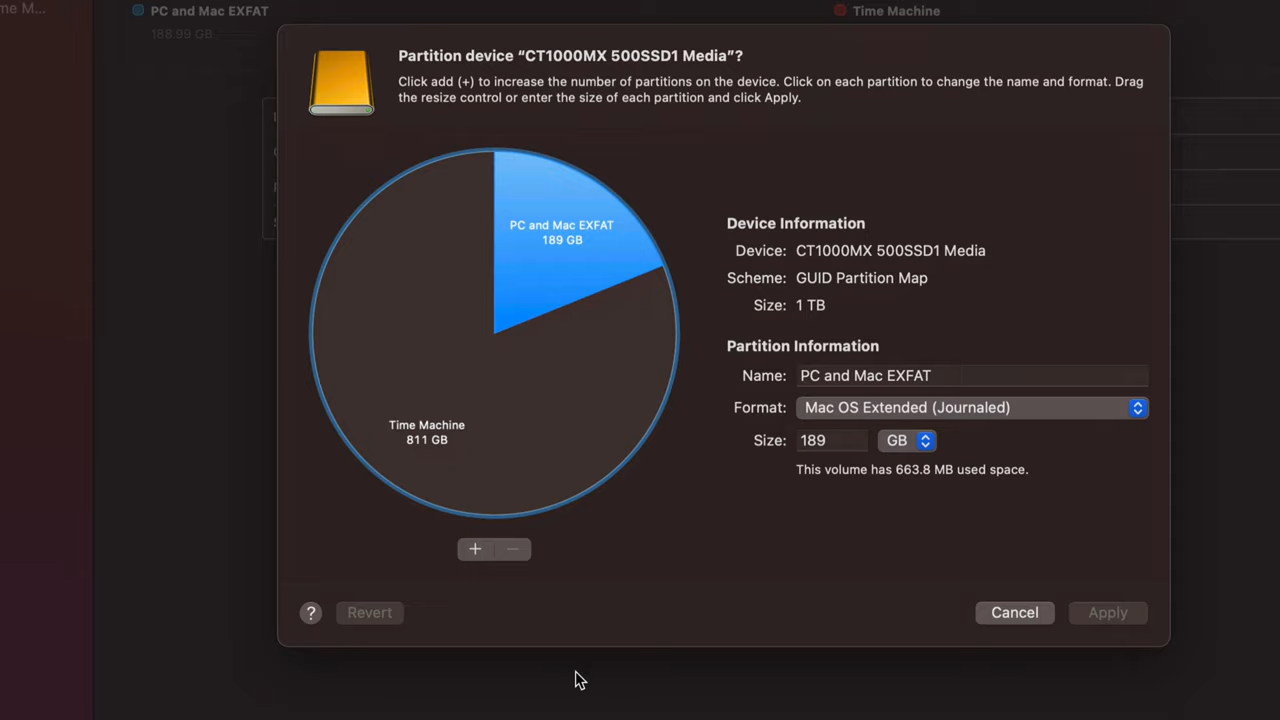 me M...
PC and Mac EXFAT
Time Machine
188.99 GB
Partition device “CT1000MX 500SSD1 Media”?
Click add (+) to increase the number of partitions on the device. Click on each partition to change the name and format. Drag
the resize control or enter the size of each partition and click Apply.
PC and Mac EXFAT
189 GB
Time Machine
811 GB
Device Information
Device: CT1000MX 500SSD1 Media
Scheme: GUID Partition Map
Size: 1 TB
Partition Information
Name: PC and Mac EXFAT
Format: Mac OS Extended (Journaled)
Size: 189 GB
This volume has 663.8 MB used space.
+ −
? Revert
Cancel Apply